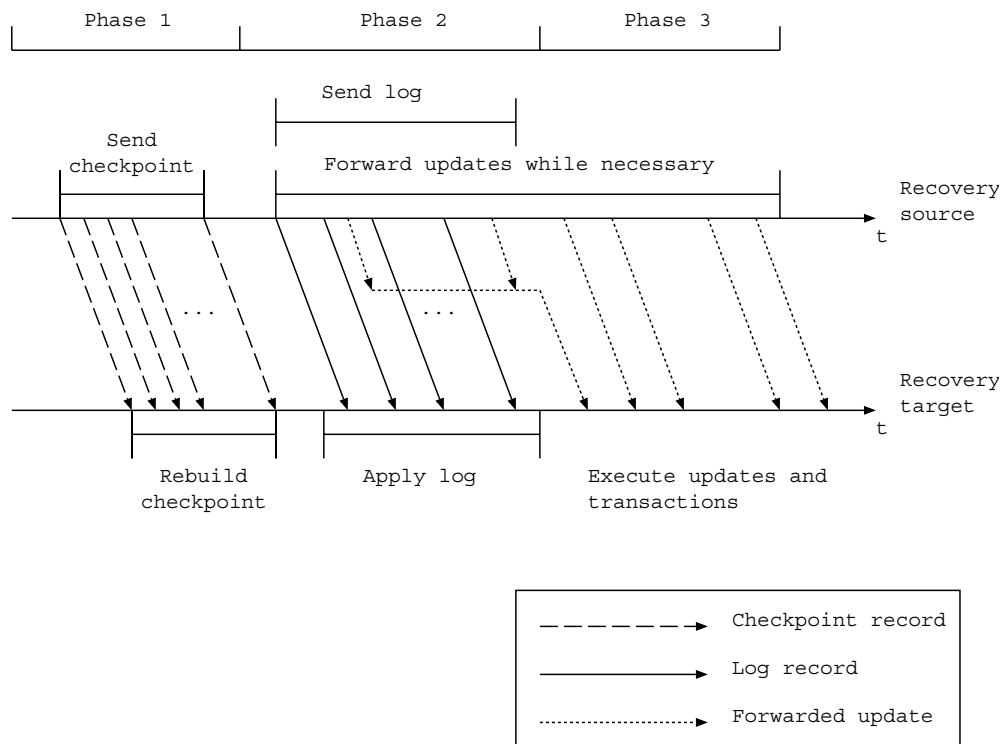 Phase 1
Phase 2
Phase 3
Send log
Send
checkpoint
Forward updates while necessary
Recovery
source
t
...
...
Recovery
target
t
Rebuild
checkpoint
Apply log
Execute updates and
transactions
Checkpoint record
Log record
Forwarded update